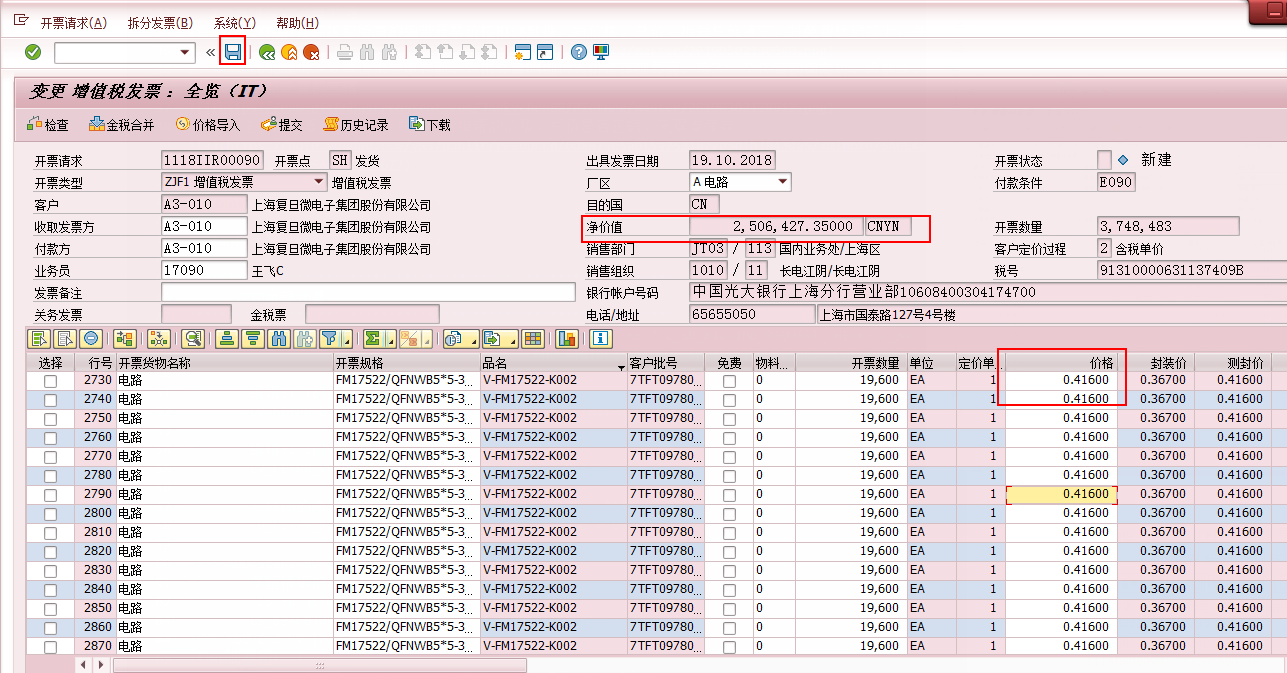 开票请求(A) 拆分发票(B) 系统(Y) 帮助(H)
变更 增值税发票： 全览（IT）
检查 金税合并 价格导入 提交 历史记录 下载
开票请求 1118IIR00090 开票点 SH 发货 出具发票日期 19.10.2018 开票状态 新建
开票类型 ZJF1 增值税发票 增值税发票 厂区 A 电路 付款条件 E090
客户 A3-010 上海复旦微电子集团股份有限公司 目的国 CN
收取发票方 A3-010 上海复旦微电子集团股份有限公司 净价值 2,506,427.35000 CNYN 开票数量 3,748,483
付款方 A3-010 上海复旦微电子集团股份有限公司 销售部门 JT03 / 113 国内业务处/上海区 客户定价过程 2 含税单价
业务员 17090 王飞C 销售组织 1010 / 11 长电江阴/长电江阴 税号 91310000631137409B
发票备注 银行帐户号码 中国光大银行上海分行营业部10608400304174700
关务发票 金税票 电话/地址 65655050 上海市国泰路127号4号楼
选择 行号 开票货物名称 开票规格 品名 客户批号 免费 物料... 开票数量 单位 定价单... 价格 封装价 测封价
2730 电路 FM17522/QFNWB5*5-3... V-FM17522-K002 7TFT09780... 0 19,600 EA 1 0.41600 0.36700 0.41600
2740 电路 FM17522/QFNWB5*5-3... V-FM17522-K002 7TFT09780... 0 19,600 EA 1 0.41600 0.36700 0.41600
2750 电路 FM17522/QFNWB5*5-3... V-FM17522-K002 7TFT09780... 0 19,600 EA 1 0.41600 0.36700 0.41600
2760 电路 FM17522/QFNWB5*5-3... V-FM17522-K002 7TFT09780... 0 19,600 EA 1 0.41600 0.36700 0.41600
2770 电路 FM17522/QFNWB5*5-3... V-FM17522-K002 7TFT09780... 0 19,600 EA 1 0.41600 0.36700 0.41600
2780 电路 FM17522/QFNWB5*5-3... V-FM17522-K002 7TFT09780... 0 19,600 EA 1 0.41600 0.36700 0.41600
2790 电路 FM17522/QFNWB5*5-3... V-FM17522-K002 7TFT09780... 0 19,600 EA 1 0.41600 0.36700 0.41600
2800 电路 FM17522/QFNWB5*5-3... V-FM17522-K002 7TFT09780... 0 19,600 EA 1 0.41600 0.36700 0.41600
2810 电路 FM17522/QFNWB5*5-3... V-FM17522-K002 7TFT09780... 0 19,600 EA 1 0.41600 0.36700 0.41600
2820 电路 FM17522/QFNWB5*5-3... V-FM17522-K002 7TFT09780... 0 19,600 EA 1 0.41600 0.36700 0.41600
2830 电路 FM17522/QFNWB5*5-3... V-FM17522-K002 7TFT09780... 0 19,600 EA 1 0.41600 0.36700 0.41600
2840 电路 FM17522/QFNWB5*5-3... V-FM17522-K002 7TFT09780... 0 19,600 EA 1 0.41600 0.36700 0.41600
2850 电路 FM17522/QFNWB5*5-3... V-FM17522-K002 7TFT09780... 0 19,600 EA 1 0.41600 0.36700 0.41600
2860 电路 FM17522/QFNWB5*5-3... V-FM17522-K002 7TFT09780... 0 19,600 EA 1 0.41600 0.36700 0.41600
2870 电路 FM17522/QFNWB5*5-3... V-FM17522-K002 7TFT09780... 0 19,600 EA 1 0.41600 0.36700 0.41600